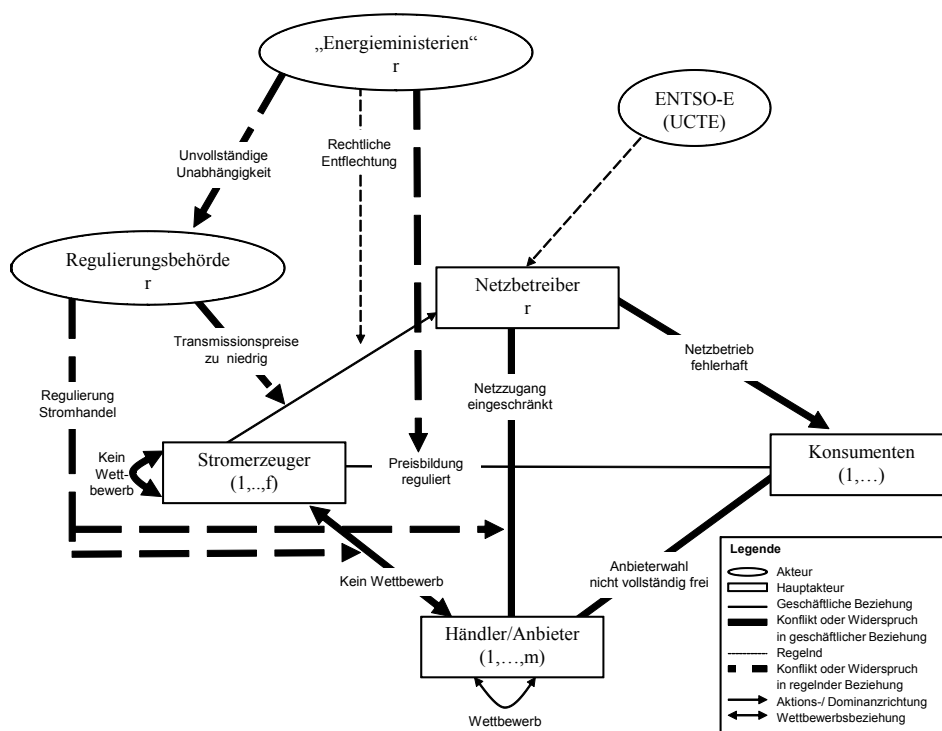 „Energieministerien“
r
ENTSO-E
(UCTE)
Unvollständige
Unabhängigkeit
Rechtliche
Entflechtung
Regulierungsbehörde
r
Netzbetreiber
r
Transmissionspreise
zu niedrig
Netzbetrieb
fehlerhaft
Regulierung
Stromhandel
Netzzugang
eingeschränkt
Kein
Wett-
bewerb
Stromerzeuger
(1,..,f)
Preisbildung
reguliert
Konsumenten
(1,…)
Kein Wettbewerb
Anbieterwahl
nicht vollständig frei
Händler/Anbieter
(1,…,m)
Wettbewerb
Legende
Akteur
Hauptakteur
Geschäftliche Beziehung
Konflikt oder Widerspruch
in geschäftlicher Beziehung
Regelnd
Konflikt oder Widerspruch
in regelnder Beziehung
Aktions-/ Dominanzrichtung
Wettbewerbsbeziehung